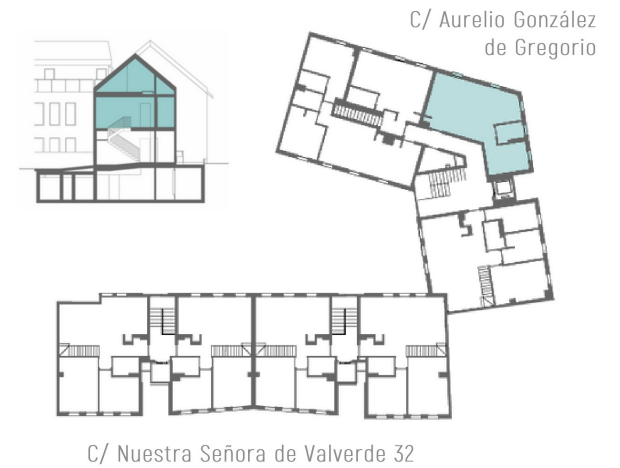 C/ Aurelio González
de Gregorio
C/ Nuestra Señora de Valverde 32